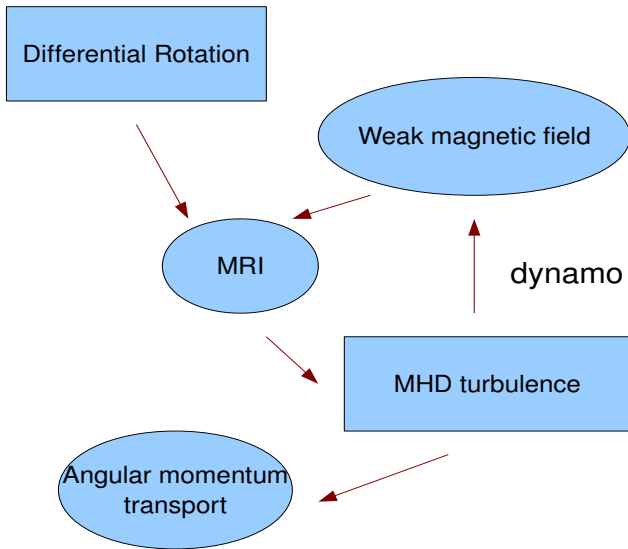 Differential Rotation
Weak magnetic field
MRI
dynamo
MHD turbulence
Angular momentum
transport